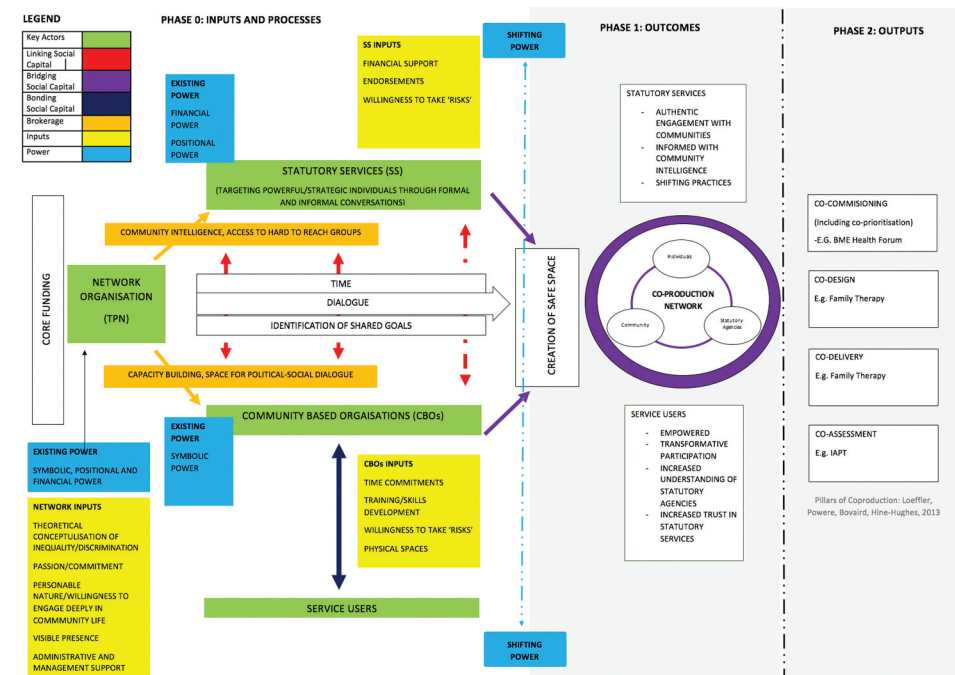 LEGEND
Key Actors
Linking Social
Capital
Bridging
Social Capital
Bonding
Social Capital
Brokerage
Inputs
Power
PHASE 0: INPUTS AND PROCESSES
EXISTING
POWER
FINANCIAL
POWER
POSITIONAL
POWER
SS INPUTS
FINANCIAL SUPPORT
ENDORSEMENTS
WILLINGNESS TO TAKE 'RISKS'
SHIFTING
POWER
STATUTORY SERVICES (SS)
(TARGETING POWERFUL/STRATEGIC INDIVIDUALS THROUGH FORMAL
AND INFORMAL CONVERSATIONS)
COMMUNITY INTELLIGENCE, ACCESS TO HARD TO REACH GROUPS
CORE FUNDING
NETWORK
ORGANISATION
(TPN)
TIME
DIALOGUE
IDENTIFICATION OF SHARED GOALS
CREATION OF SAFE SPACE
CAPACITY BUILDING, SPACE FOR POLITICAL-SOCIAL DIALOGUE
COMMUNITY BASED ORGAISATIONS (CBOs)
EXISTING
POWER
SYMBOLIC
POWER
CBOs INPUTS
TIME COMMITMENTS
TRAINING/SKILLS
DEVELOPMENT
WILLINGNESS TO TAKE 'RISKS'
PHYSICAL SPACES
EXISTING POWER
SYMBOLIC, POSITIONAL AND
FINANCIAL POWER
NETWORK INPUTS
THEORETICAL
CONCEPTULISATION OF
INEQUALITY/DISCRIMINATION
PASSION/COMMITMENT
PERSONABLE
NATURE/WILLINGNESS TO
ENGAGE DEEPLY IN
COMMMUNITY LIFE
VISIBLE PRESENCE
ADMINISTRATIVE AND
MANAGEMENT SUPPORT
SERVICE USERS
SHIFTING
POWER
PHASE 1: OUTCOMES
STATUTORY SERVICES
- AUTHENTIC
ENGAGEMENT WITH
COMMUNITIES
- INFORMED WITH
COMMUNITY
INTELLIGENCE
- SHIFTING PRACTICES
Individuals
CO-PRODUCTION
NETWORK
Community
Statutory
Agencies
SERVICE USERS
- EMPOWERED
- TRANSFORMATIVE
PARTICIPATION
- INCREASED
UNDERSTANDING OF
STATUTORY
AGENCIES
- INCREASED TRUST IN
STATUTORY
SERVICES
PHASE 2: OUTPUTS
CO-COMMISIONING
(Including co-prioritisation)
-E.G. BME Health Forum
CO-DESIGN
E.g. Family Therapy
CO-DELIVERY
E.g. Family Therapy
CO-ASSESSMENT
E.g. IAPT
Pillars of Coproduction: Loeffler,
Powere, Bovaird, Hine-Hughes, 2013